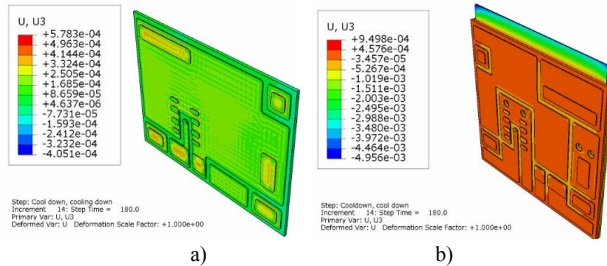 U, U3
+5.783e-04
+4.963e-04
+4.144e-04
+3.324e-04
+2.505e-04
+1.685e-04
+8.659e-05
+4.637e-06
-7.731e-05
-1.593e-04
-2.412e-04
-3.232e-04
-4.051e-04
Step: Cool down, cooling down
Increment 14: Step Time = 180.0
Primary Var: U, U3
Deformed Var: U Deformation Scale Factor: +1.000e+00
a)
U, U3
+9.498e-04
+4.576e-04
-3.457e-05
-5.267e-04
-1.019e-03
-1.511e-03
-2.003e-03
-2.495e-03
-2.988e-03
-3.480e-03
-3.972e-03
-4.464e-03
-4.956e-03
Step: Cooldown, cool down
Increment 14: Step Time = 180.0
Primary Var: U, U3
Deformed Var: U Deformation Scale Factor: +1.000e+00
b)